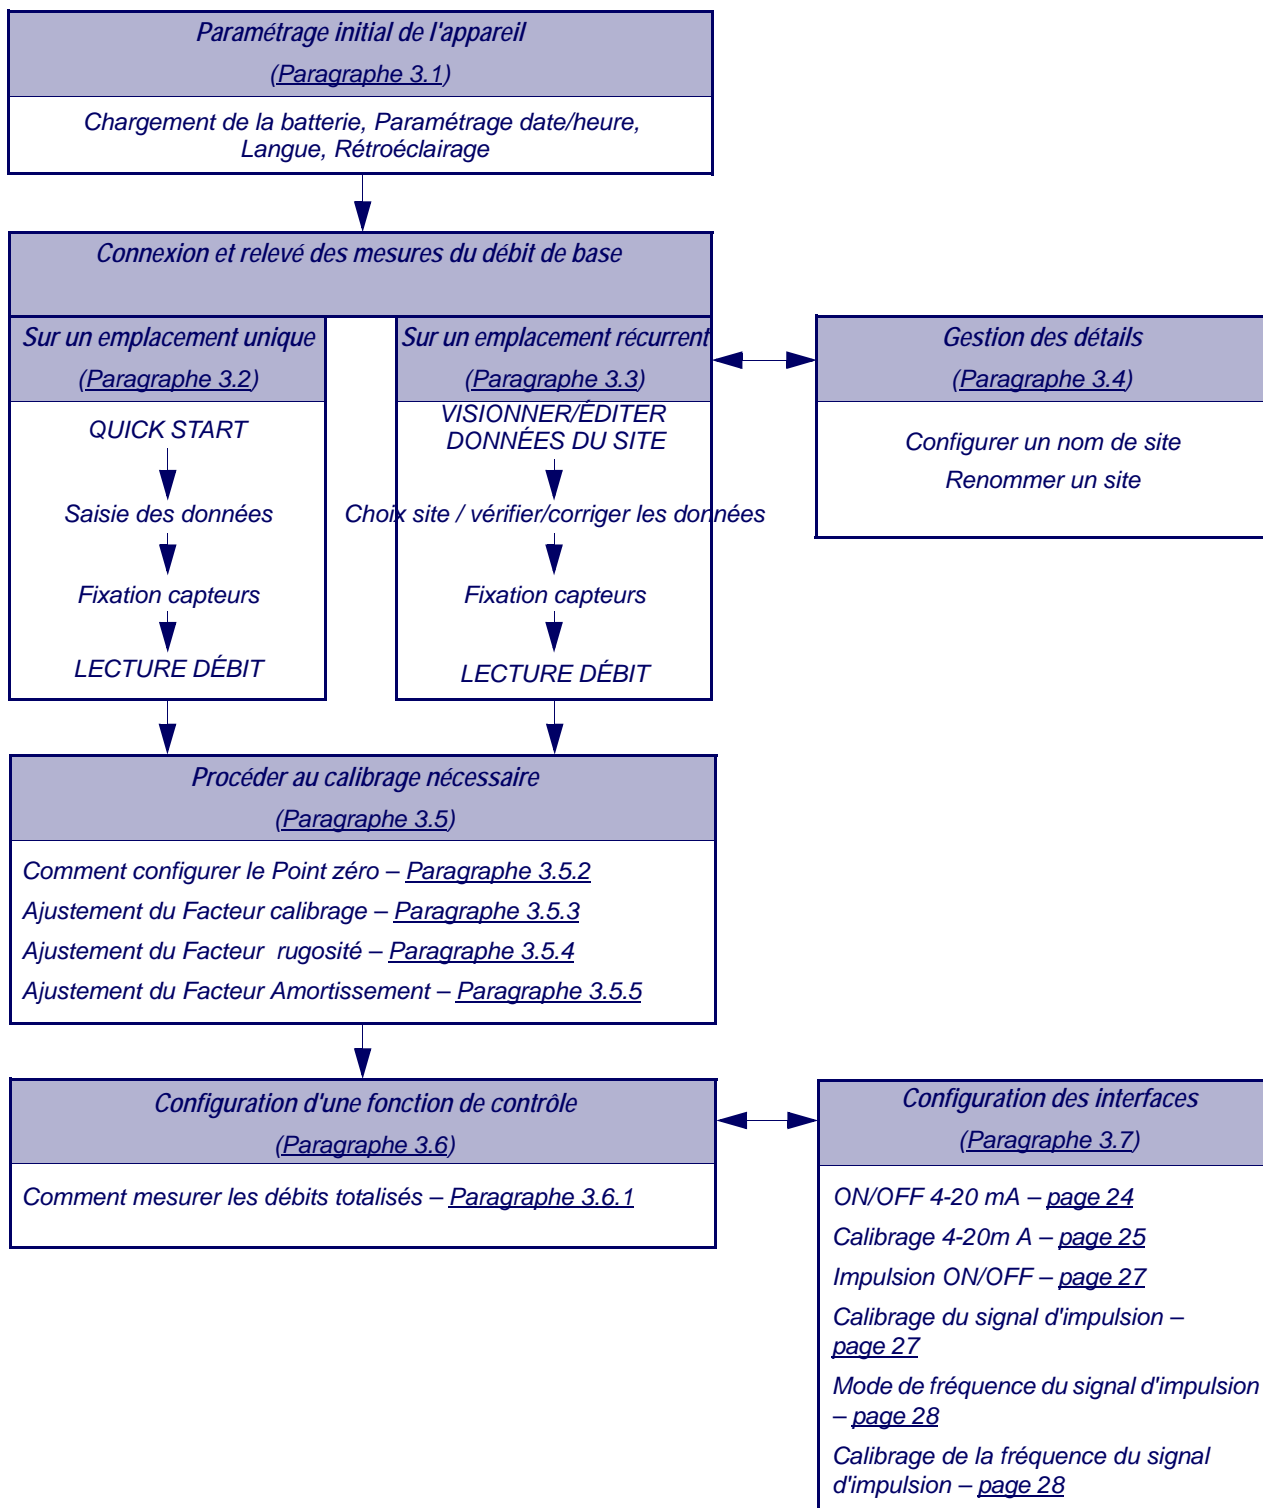 Paramétrage initial de l'appareil
(Paragraphe 3.1)
Chargement de la batterie, Paramétrage date/heure,
Langue, Rétroéclairage
Connexion et relevé des mesures du débit de base
Sur un emplacement unique
(Paragraphe 3.2)
QUICK START
Saisie des données
Fixation capteurs
LECTURE DÉBIT
Sur un emplacement récurrent
(Paragraphe 3.3)
VISIONNER/ÉDITER
DONNÉES DU SITE
Choix site / vérifier/corriger les données
Fixation capteurs
LECTURE DÉBIT
Gestion des détails
(Paragraphe 3.4)
Configurer un nom de site
Renommer un site
Procéder au calibrage nécessaire
(Paragraphe 3.5)
Comment configurer le Point zéro – Paragraphe 3.5.2
Ajustement du Facteur calibrage – Paragraphe 3.5.3
Ajustement du Facteur  rugosité – Paragraphe 3.5.4
Ajustement du Facteur Amortissement – Paragraphe 3.5.5
Configuration d'une fonction de contrôle
(Paragraphe 3.6)
Comment mesurer les débits totalisés – Paragraphe 3.6.1
Configuration des interfaces
(Paragraphe 3.7)
ON/OFF 4-20 mA – page 24
Calibrage 4-20m A – page 25
Impulsion ON/OFF – page 27
Calibrage du signal d'impulsion –
page 27
Mode de fréquence du signal d'impulsion
– page 28
Calibrage de la fréquence du signal
d'impulsion – page 28